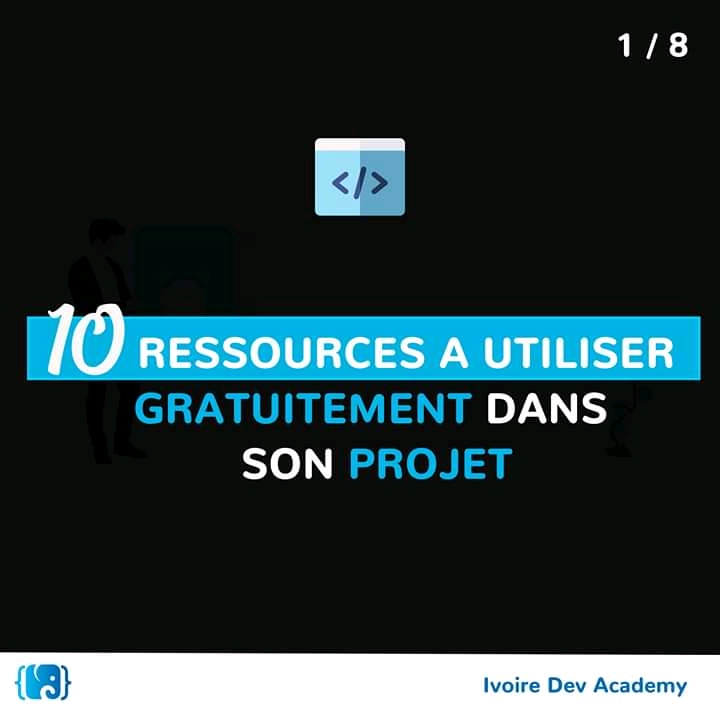 1 / 8
</>
10 RESSOURCES A UTILISER
GRATUITEMENT DANS
SON PROJET
Ivoire Dev Academy